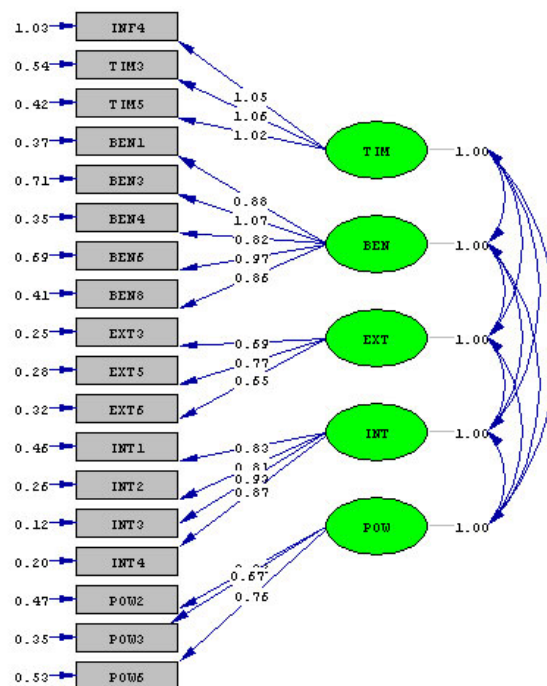 1.03 INF4
0.54 TIM3
0.42 TIM5
0.37 BEN1
0.71 BEN3
0.35 BEN4
0.69 BEN6
0.41 BEN8
0.25 EXT3
0.28 EXT5
0.32 EXT6
0.46 INT1
0.26 INT2
0.12 INT3
0.20 INT4
0.47 POW2
0.35 POW3
0.53 POW6
1.05
1.06
1.02
0.88
1.07
0.82
0.97
0.86
0.69
0.77
0.65
0.83
0.81
0.93
0.87
0.67
0.76
TIM 1.00
BEN 1.00
EXT 1.00
INT 1.00
POW 1.00